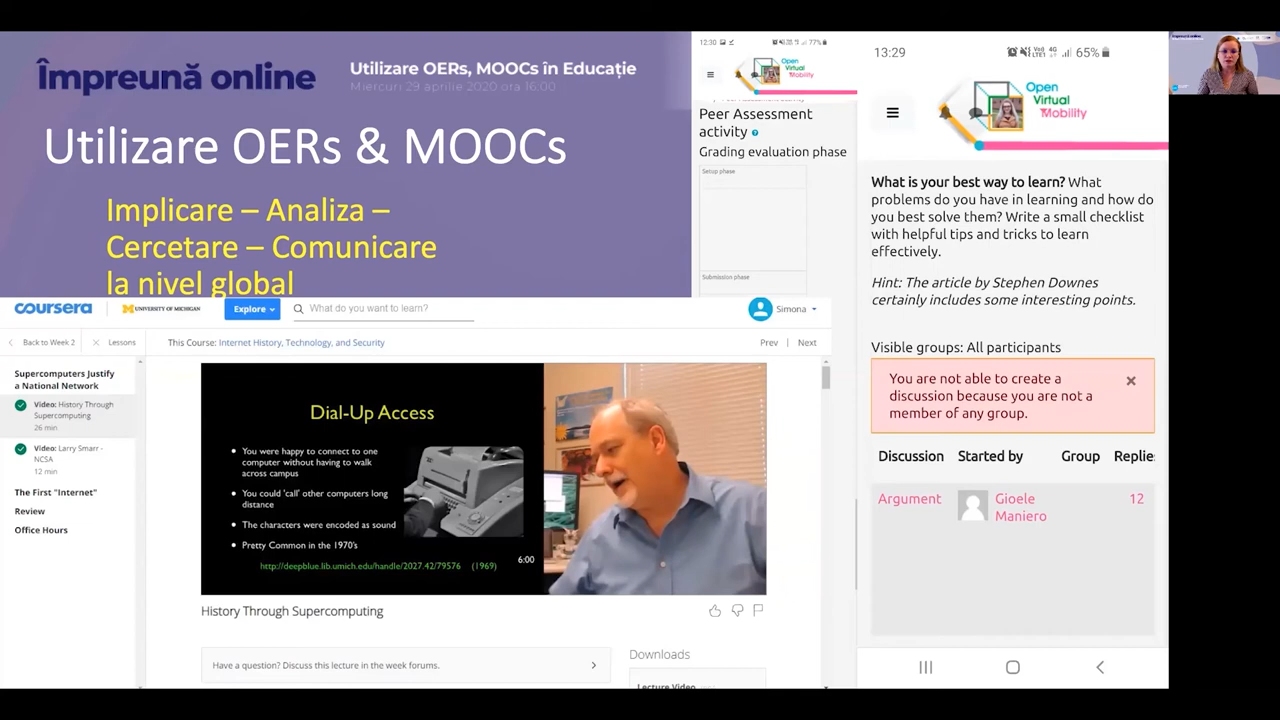 Împreună online
Utilizare OERs, MOOCs în Educație
Miercuri 29 aprilie 2020 ora 16:00
Utilizare OERs & MOOCs
Implicare – Analiza –
Cercetare – Comunicare
la nivel global
12:30
77%
Open
Virtual
Mobility
Peer Assessment
activity
Grading evaluation phase
Setup phase
Submission phase
13:29
4G
65%
Open
Virtual
Mobility
What is your best way to learn? What
problems do you have in learning and how do
you best solve them? Write a small checklist
with helpful tips and tricks to learn
effectively.
Hint: The article by Stephen Downes
certainly includes some interesting points.
Visible groups: All participants
You are not able to create a
discussion because you are not a
member of any group.
Discussion Started by Group Replie
Argument Gioele
Maniero
12
coursera
UNIVERSITY OF MICHIGAN
Explore
What do you want to learn?
Simona
Back to Week 2
Lessons
This Course: Internet History, Technology, and Security
Prev
Next
Supercomputers Justify
a National Network
Video: History Through
Supercomputing
26 min
Video: Larry Smarr -
NCSA
12 min
The First "Internet"
Review
Office Hours
Dial-Up Access
• You were happy to connect to one
computer without having to walk
across campus
• You could 'call' other computers long
distance
• The characters were encoded as sound
• Pretty Common in the 1970's
http://deepblue.lib.umich.edu/handle/2027.42/79576 (1969)
6:00
History Through Supercomputing
Have a question? Discuss this lecture in the week forums.
Downloads
Lecture Video